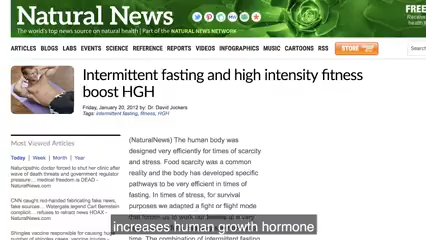 Natural News
The world's top news source on natural health | Part of the NATURAL NEWS NETWORK
FREE
ARTICLES BLOGS LABS EVENTS SCIENCE REFERENCE REPORTS VIDEOS INFOGRAPHICS MUSIC CARTOONS RSS STORE
Intermittent fasting and high intensity fitness
boost HGH
Friday, January 20, 2012 by: Dr. David Jockers
Tags: intermittent fasting, fitness, HGH
Most Viewed Articles
Today | Week | Month | Year
Naturopathic doctor forced to shut her clinic after
wave of death threats and government regulator
pressure... medical freedom is DEAD -
NaturalNews.com
CNN caught red-handed fabricating fake news,
fake sources... Watergate legend Carl Bernstein
complicit... refuses to retract news HOAX -
NaturalNews.com
Shingles vaccine responsible for causing huge
(NaturalNews) The human body was
designed very efficiently for times of scarcity
and stress. Food scarcity was a common
reality and the body has developed specific
pathways to be very efficient in times of
fasting. In times of stress, for survival
purposes we adapted a fight or flight mode
increases human growth hormone
The combination of intermittent fasting